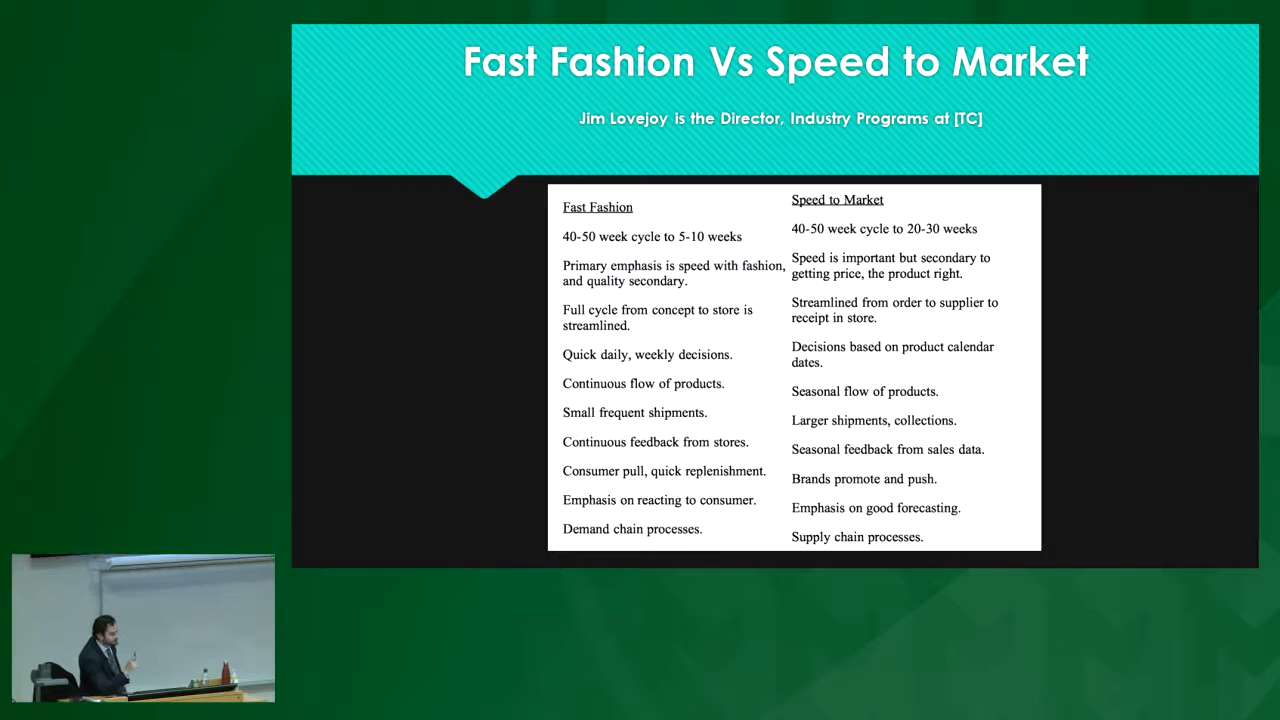 Fast Fashion Vs Speed to Market
Jim Lovejoy is the Director, Industry Programs at [TC]
Fast Fashion
40-50 week cycle to 5-10 weeks
Primary emphasis is speed with fashion,
and quality secondary.
Full cycle from concept to store is
streamlined.
Quick daily, weekly decisions.
Continuous flow of products.
Small frequent shipments.
Continuous feedback from stores.
Consumer pull, quick replenishment.
Emphasis on reacting to consumer.
Demand chain processes.
Speed to Market
40-50 week cycle to 20-30 weeks
Speed is important but secondary to
getting price, the product right.
Streamlined from order to supplier to
receipt in store.
Decisions based on product calendar
dates.
Seasonal flow of products.
Larger shipments, collections.
Seasonal feedback from sales data.
Brands promote and push.
Emphasis on good forecasting.
Supply chain processes.